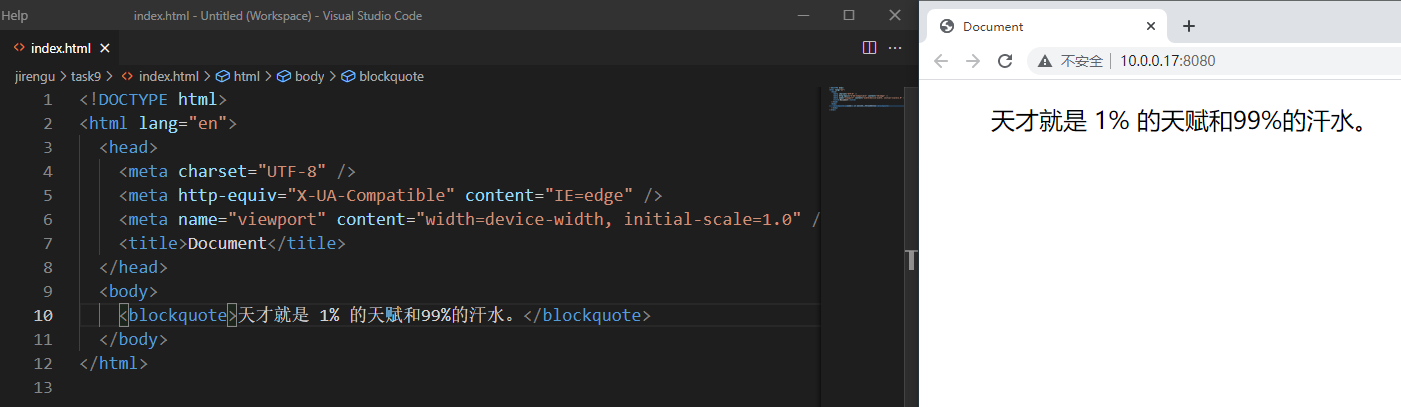 Help
index.html - Untitled (Workspace) - Visual Studio Code
index.html
jirengu > task9 > index.html > html > body > blockquote
1 <!DOCTYPE html>
2 <html lang="en">
3 <head>
4 <meta charset="UTF-8" />
5 <meta http-equiv="X-UA-Compatible" content="IE=edge" />
6 <meta name="viewport" content="width=device-width, initial-scale=1.0" /
7 <title>Document</title>
8 </head>
9 <body>
10 <blockquote>天才就是 1% 的天赋和99%的汗水。</blockquote>
11 </body>
12 </html>
13
Document
不安全 | 10.0.0.17:8080
天才就是 1% 的天赋和99%的汗水。